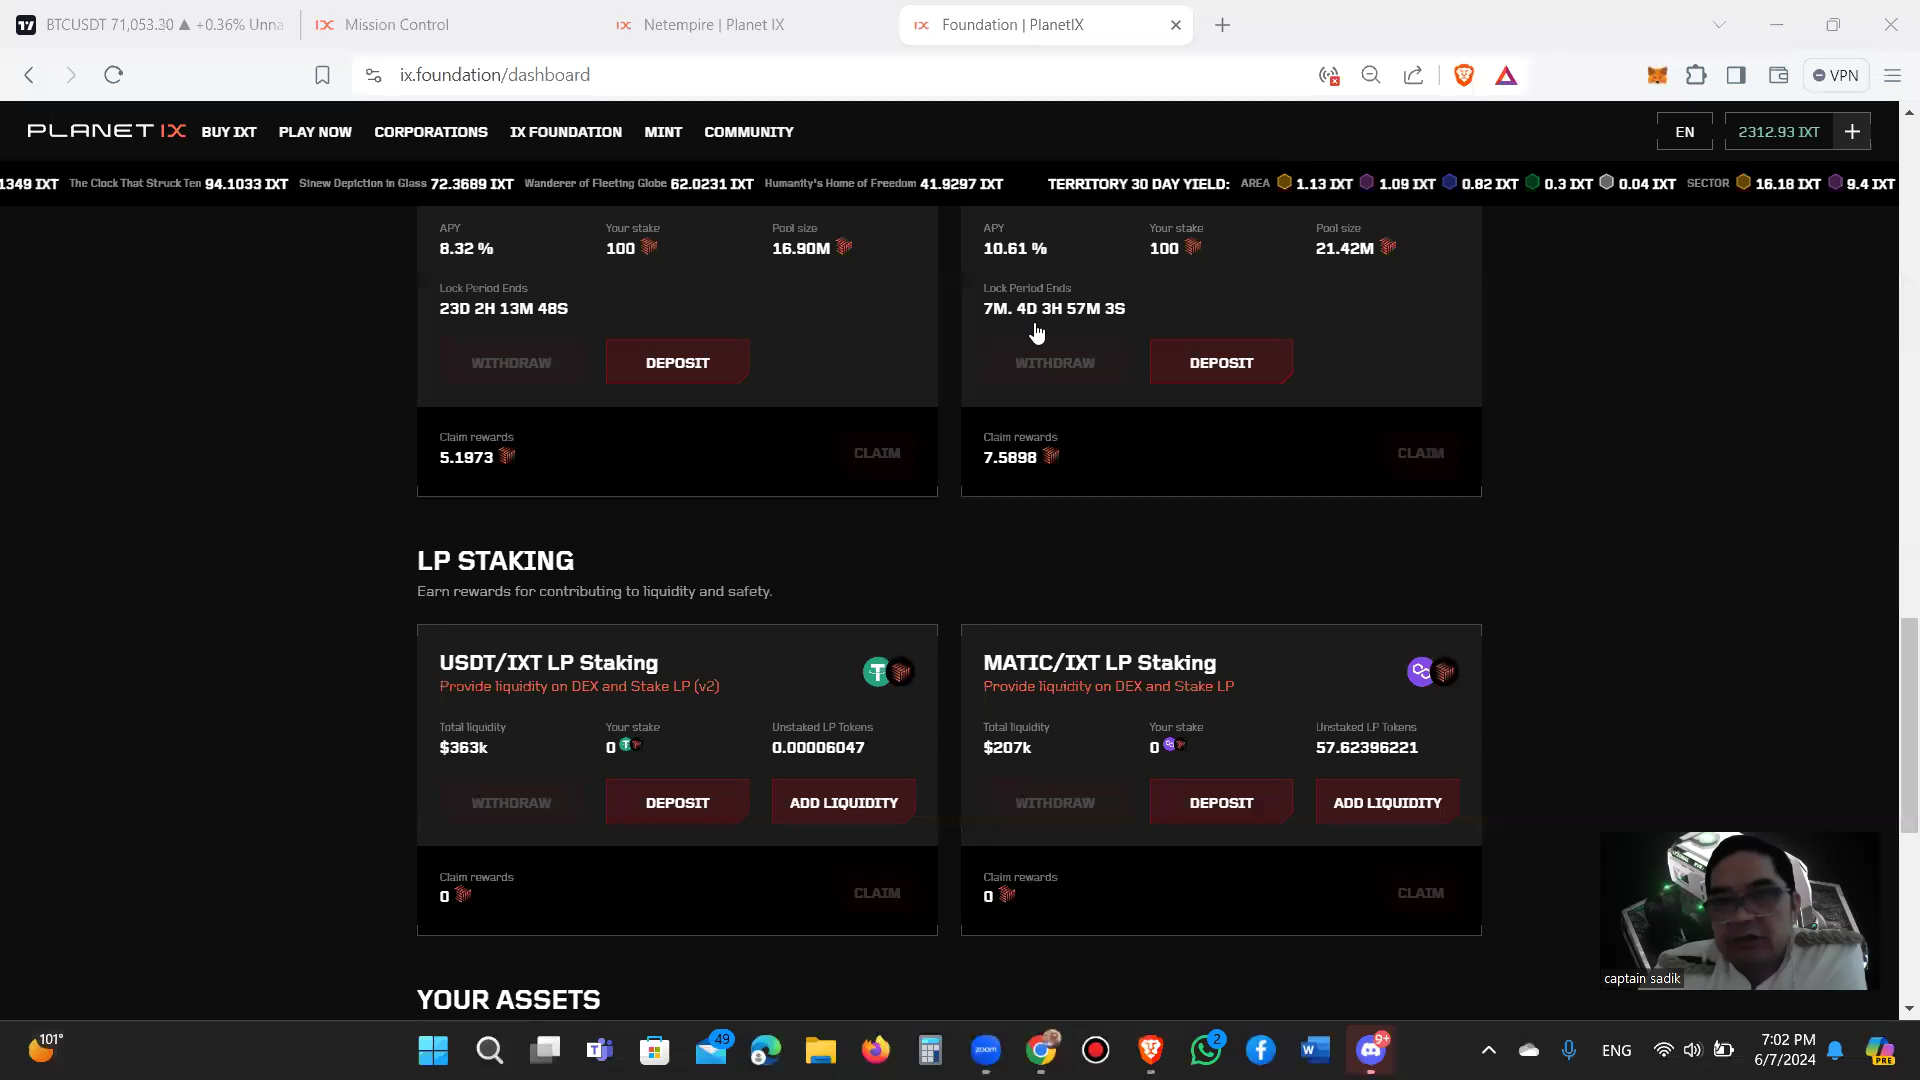 BTCUSDT 71,053.30 ▲ +0.36% Unna
Mission Control
Netempire | Planet IX
Foundation | PlanetIX
ix.foundation/dashboard
VPN
PLANET IX
BUY IXT
PLAY NOW
CORPORATIONS
IX FOUNDATION
MINT
COMMUNITY
EN
2312.93 IXT
+
1349 IXT The Clock That Struck Ten 94.1033 IXT Sinew Depiction in Glass 72.3689 IXT Wanderer of Fleeting Globe 62.0231 IXT Humanity's Home of Freedom 41.9297 IXT TERRITORY 30 DAY YIELD: AREA 1.13 IXT 1.09 IXT 0.82 IXT 0.3 IXT 0.04 IXT SECTOR 16.18 IXT 9.4 IXT
APY Your stake Pool size
8.32 % 100 16.90M
Lock Period Ends
23D 2H 13M 48S
WITHDRAW DEPOSIT
Claim rewards
5.1973
CLAIM
APY Your stake Pool size
10.61 % 100 21.42M
Lock Period Ends
7M. 4D 3H 57M 3S
WITHDRAW DEPOSIT
Claim rewards
7.5898
CLAIM
LP STAKING
Earn rewards for contributing to liquidity and safety.
USDT/IXT LP Staking
Provide liquidity on DEX and Stake LP (v2)
Total liquidity Your stake Unstaked LP Tokens
$363k 0 0.00006047
WITHDRAW DEPOSIT ADD LIQUIDITY
Claim rewards
0
CLAIM
MATIC/IXT LP Staking
Provide liquidity on DEX and Stake LP
Total liquidity Your stake Unstaked LP Tokens
$207k 0 57.62396221
WITHDRAW DEPOSIT ADD LIQUIDITY
Claim rewards
0
CLAIM
captain sadik
YOUR ASSETS
101°
49
zoom
2
9+
ENG
7:02 PM
6/7/2024
PRE